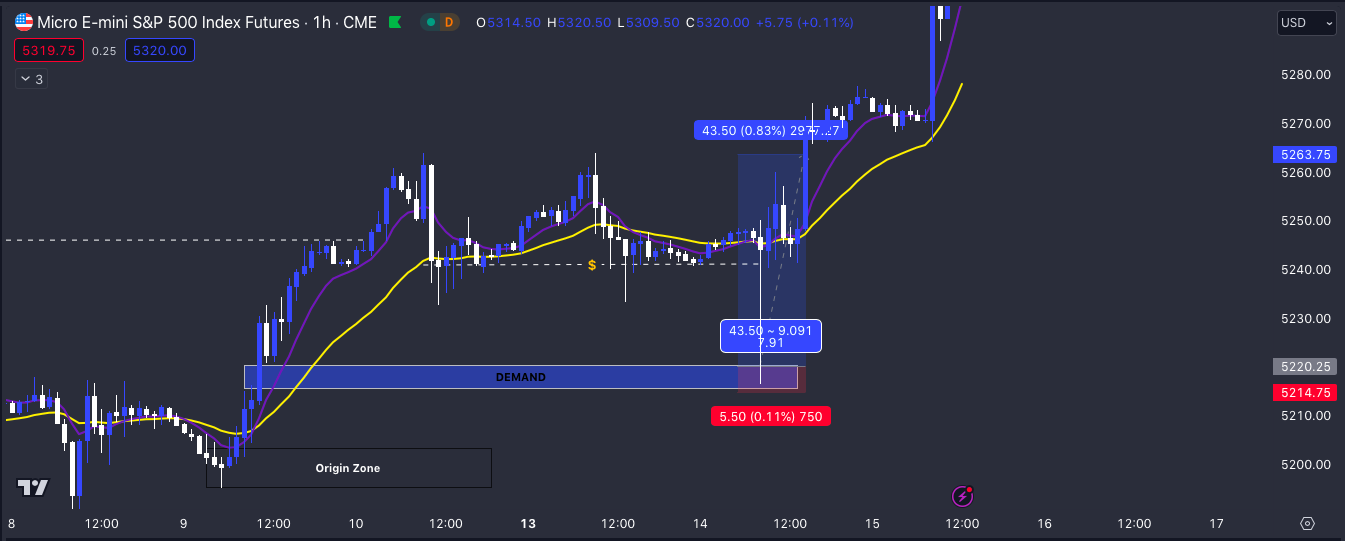 Micro E-mini S&P 500 Index Futures · 1h · CME D O5314.50 H5320.50 L5309.50 C5320.00 +5.75 (+0.11%)
USD
5319.75 0.25 5320.00
3
5280.00
43.50 (0.83%) 2977.27
5270.00
5263.75
5260.00
5250.00
5240.00
$
5230.00
43.50 ~ 9.091
7.91
5220.25
DEMAND
5214.75
5.50 (0.11%) 750
5210.00
Origin Zone
5200.00
8 12:00 9 12:00 10 12:00 13 12:00 14 12:00 15 12:00 16 12:00 17